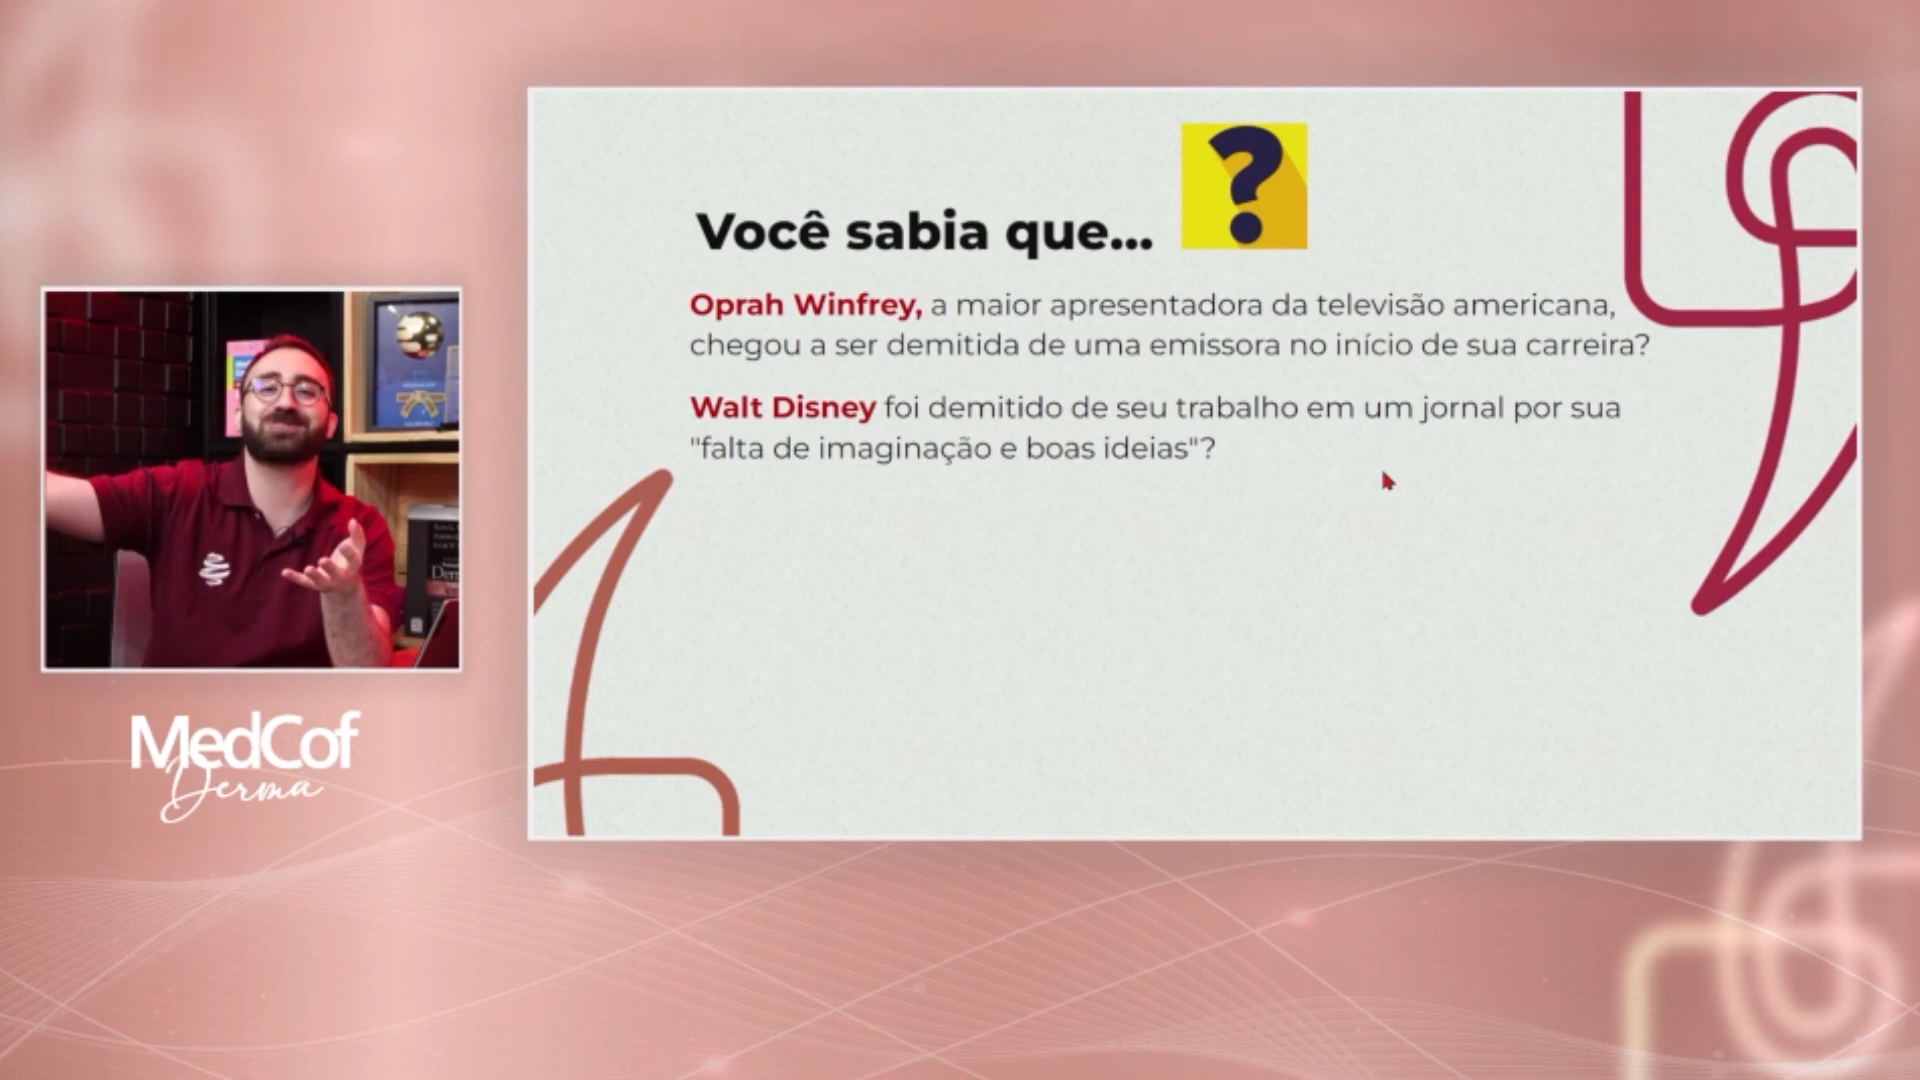 Você sabia que...
?
Oprah Winfrey, a maior apresentadora da televisão americana,
chegou a ser demitida de uma emissora no início de sua carreira?
Walt Disney foi demitido de seu trabalho em um jornal por sua
"falta de imaginação e boas ideias"?
MedCof
Derma